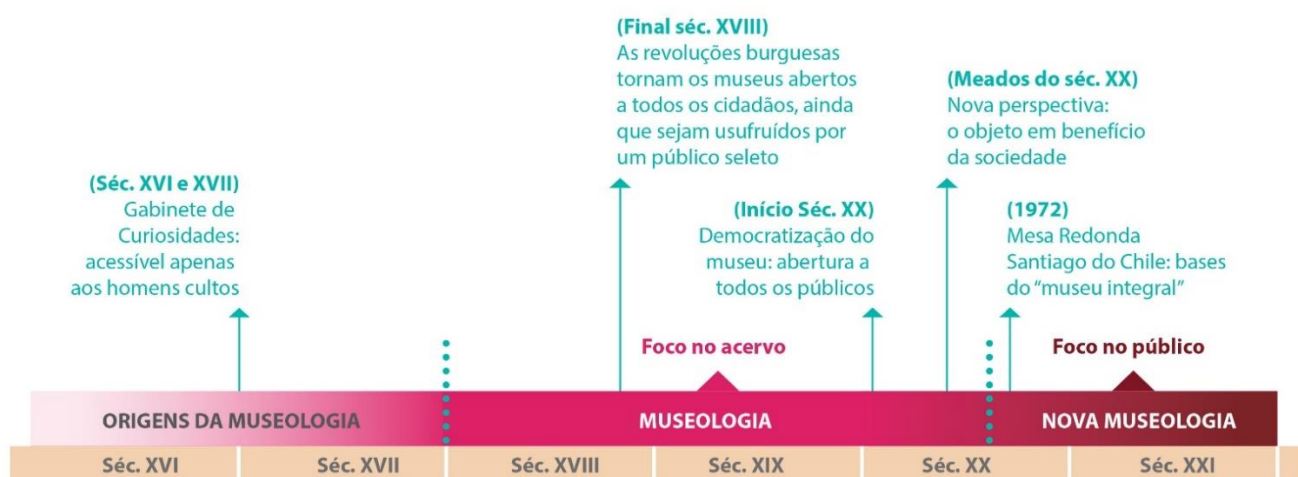 (Séc. XVI e XVII)
Gabinete de
Curiosidades:
acessível apenas
aos homens cultos
(Final séc. XVIII)
As revoluções burguesas
tornam os museus abertos
a todos os cidadãos, ainda
que sejam usufruídos por
um público seleto
(Início Séc. XX)
Democratização do
museu: abertura a
todos os públicos
(Meados do séc. XX)
Nova perspectiva:
o objeto em benefício
da sociedade
(1972)
Mesa Redonda
Santiago do Chile: bases
do “museu integral”
Foco no acervo
Foco no público
ORIGENS DA MUSEOLOGIA
MUSEOLOGIA
NOVA MUSEOLOGIA
Séc. XVI
Séc. XVII
Séc. XVIII
Séc. XIX
Séc. XX
Séc. XXI